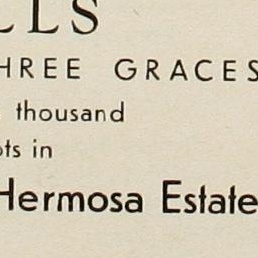 LLS
HREE GRACES
thousand
ots in
Hermosa Estate